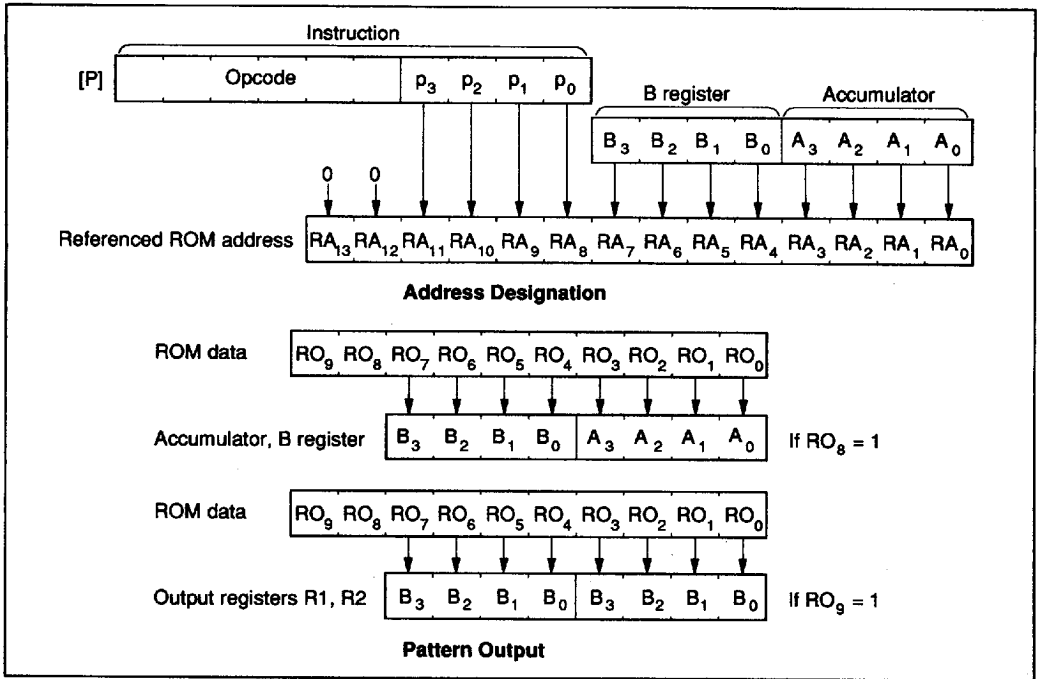 Instruction
[P] Opcode p3 p2 p1 p0
B register Accumulator
B3 B2 B1 B0 A3 A2 A1 A0
0 0
Referenced ROM address RA13 RA12 RA11 RA10 RA9 RA8 RA7 RA6 RA5 RA4 RA3 RA2 RA1 RA0
Address Designation
ROM data RO9 RO8 RO7 RO6 RO5 RO4 RO3 RO2 RO1 RO0
Accumulator, B register B3 B2 B1 B0 A3 A2 A1 A0 If RO8 = 1
ROM data RO9 RO8 RO7 RO6 RO5 RO4 RO3 RO2 RO1 RO0
Output registers R1, R2 B3 B2 B1 B0 B3 B2 B1 B0 If RO9 = 1
Pattern Output